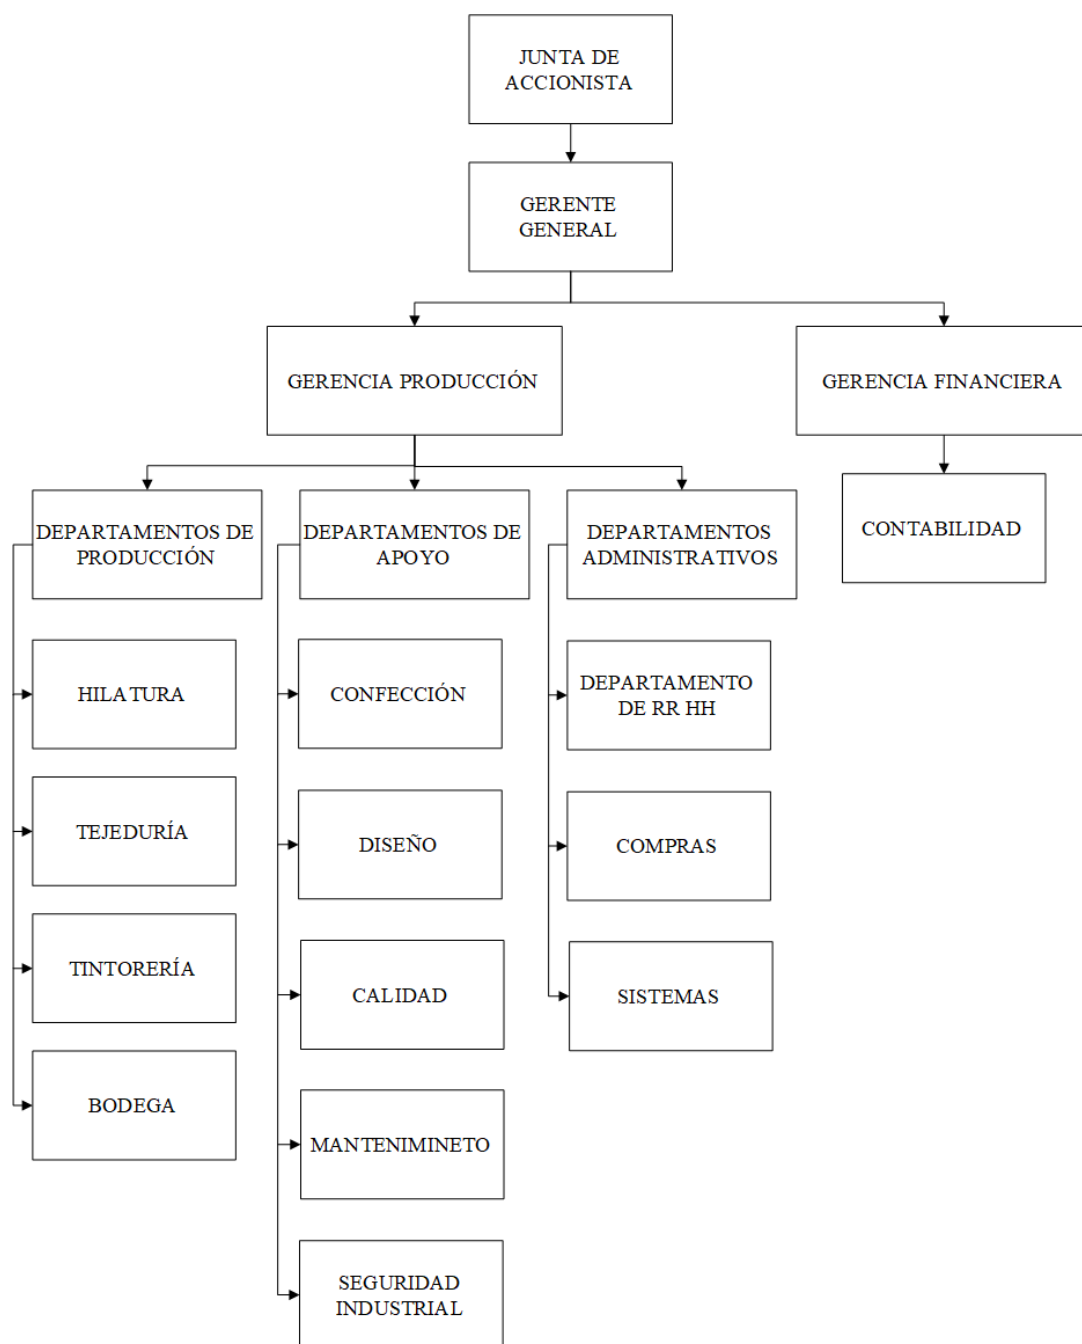 JUNTA DE
ACCIONISTA
GERENTE
GENERAL
GERENCIA PRODUCCIÓN
GERENCIA FINANCIERA
DEPARTAMENTOS DE
PRODUCCIÓN
DEPARTAMENTOS DE
APOYO
DEPARTAMENTOS
ADMINISTRATIVOS
CONTABILIDAD
HILATURA
TEJEDURÍA
TINTORERÍA
BODEGA
CONFECCIÓN
DISEÑO
CALIDAD
MANTENIMINETO
SEGURIDAD
INDUSTRIAL
DEPARTAMENTO
DE RR HH
COMPRAS
SISTEMAS